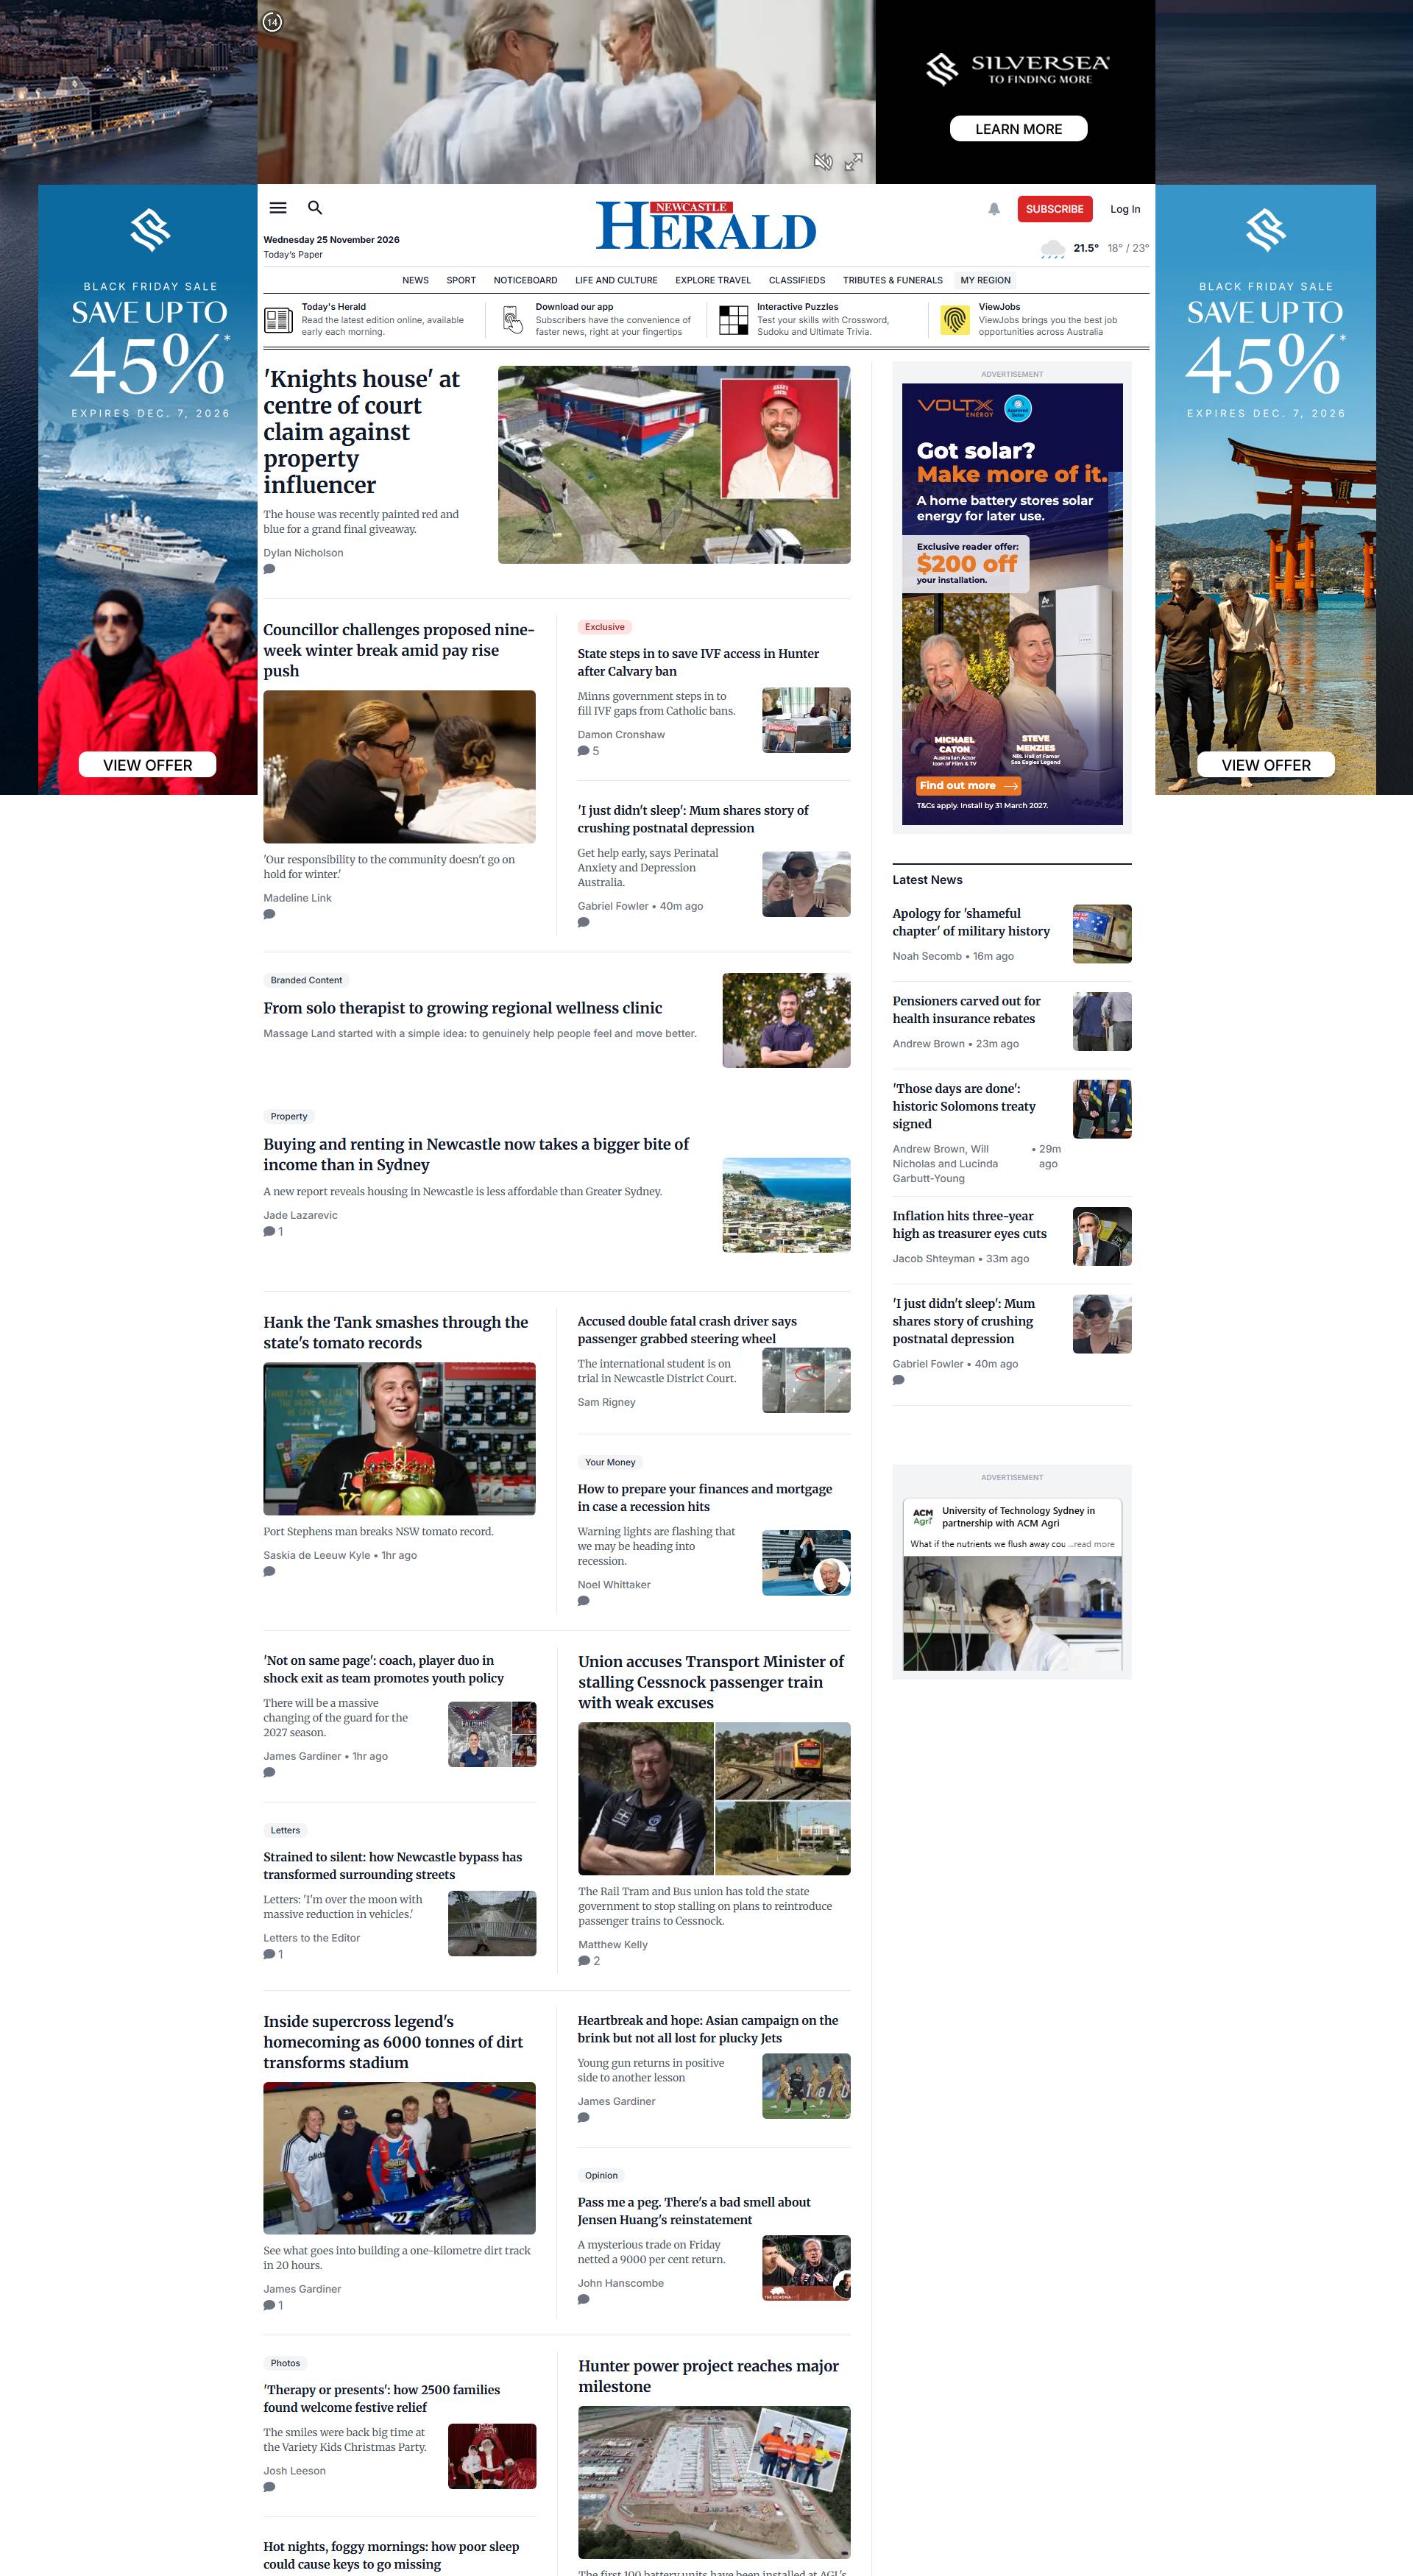 14
SILVERSEA
TO FINDING MORE
LEARN MORE
BLACK FRIDAY SALE
SAVE UP TO
45%*
EXPIRES DEC. 7, 2026
VIEW OFFER
NEWCASTLE
HERALD
SUBSCRIBE
Log In
Wednesday 25 November 2026
Today's Paper
21.5° 18° / 23°
NEWS SPORT NOTICEBOARD LIFE AND CULTURE EXPLORE TRAVEL CLASSIFIEDS TRIBUTES & FUNERALS MY REGION
Today's Herald
Read the latest edition online, available
early each morning.
Download our app
Subscribers have the convenience of
faster news, right at your fingertips
Interactive Puzzles
Test your skills with Crossword,
Sudoku and Ultimate Trivia.
ViewJobs
ViewJobs brings you the best job
opportunities across Australia
'Knights house' at
centre of court
claim against
property
influencer
The house was recently painted red and
blue for a grand final giveaway.
Dylan Nicholson
Councillor challenges proposed nine-
week winter break amid pay rise
push
'Our responsibility to the community doesn't go on
hold for winter.'
Madeline Link
Exclusive
State steps in to save IVF access in Hunter
after Calvary ban
Minns government steps in to
fill IVF gaps from Catholic bans.
Damon Cronshaw
5
'I just didn't sleep': Mum shares story of
crushing postnatal depression
Get help early, says Perinatal
Anxiety and Depression
Australia.
Gabriel Fowler • 40m ago
Branded Content
From solo therapist to growing regional wellness clinic
Massage Land started with a simple idea: to genuinely help people feel and move better.
Property
Buying and renting in Newcastle now takes a bigger bite of
income than in Sydney
A new report reveals housing in Newcastle is less affordable than Greater Sydney.
Jade Lazarevic
1
Hank the Tank smashes through the
state's tomato records
Port Stephens man breaks NSW tomato record.
Saskia de Leeuw Kyle • 1hr ago
Accused double fatal crash driver says
passenger grabbed steering wheel
The international student is on
trial in Newcastle District Court.
Sam Rigney
Your Money
How to prepare your finances and mortgage
in case a recession hits
Warning lights are flashing that
we may be heading into
recession.
Noel Whittaker
'Not on same page': coach, player duo in
shock exit as team promotes youth policy
There will be a massive
changing of the guard for the
2027 season.
James Gardiner • 1hr ago
FALCONS
Letters
Strained to silent: how Newcastle bypass has
transformed surrounding streets
Letters: 'I'm over the moon with
massive reduction in vehicles.'
Letters to the Editor
1
Union accuses Transport Minister of
stalling Cessnock passenger train
with weak excuses
The Rail Tram and Bus union has told the state
government to stop stalling on plans to reintroduce
passenger trains to Cessnock.
Matthew Kelly
2
Inside supercross legend's
homecoming as 6000 tonnes of dirt
transforms stadium
adidas
22
See what goes into building a one-kilometre dirt track
in 20 hours.
James Gardiner
1
Heartbreak and hope: Asian campaign on the
brink but not all lost for plucky Jets
Young gun returns in positive
side to another lesson
James Gardiner
Opinion
Pass me a peg. There's a bad smell about
Jensen Huang's reinstatement
A mysterious trade on Friday
netted a 9000 per cent return.
John Hanscombe
Photos
'Therapy or presents': how 2500 families
found welcome festive relief
The smiles were back big time at
the Variety Kids Christmas Party.
Josh Leeson
Hot nights, foggy mornings: how poor sleep
could cause keys to go missing
Hunter power project reaches major
milestone
The first 100 battery units have been installed at AGL's
ADVERTISEMENT
VOLTX
ENERGY
Got solar?
Make more of it.
A home battery stores solar
energy for later use.
Exclusive reader offer:
$200 off
your installation.
MICHAEL
CATON
Australian Actor
Icon of Film & TV
STEVE
MENZIES
NRL Hall of Famer
Sea Eagles Legend
Find out more
T&Cs apply. Install by 31 March 2027.
Latest News
Apology for 'shameful
chapter' of military history
Noah Secomb • 16m ago
Pensioners carved out for
health insurance rebates
Andrew Brown • 23m ago
'Those days are done':
historic Solomons treaty
signed
Andrew Brown, Will
Nicholas and Lucinda
Garbutt-Young
• 29m
ago
Inflation hits three-year
high as treasurer eyes cuts
Jacob Shteyman • 33m ago
'I just didn't sleep': Mum
shares story of crushing
postnatal depression
Gabriel Fowler • 40m ago
ADVERTISEMENT
ACM
Agri
University of Technology Sydney in
partnership with ACM Agri
What if the nutrients we flush away cou ...read more
BLACK FRIDAY SALE
SAVE UP TO
45%*
EXPIRES DEC. 7, 2026
VIEW OFFER